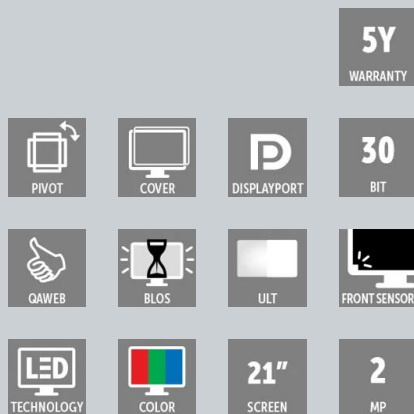 5Y
WARRANTY
PIVOT
COVER
DISPLAYPORT
30
BIT
QAWEB
BLOS
ULT
FRONT SENSOR
LED
TECHNOLOGY
COLOR
21"
SCREEN
2
MP